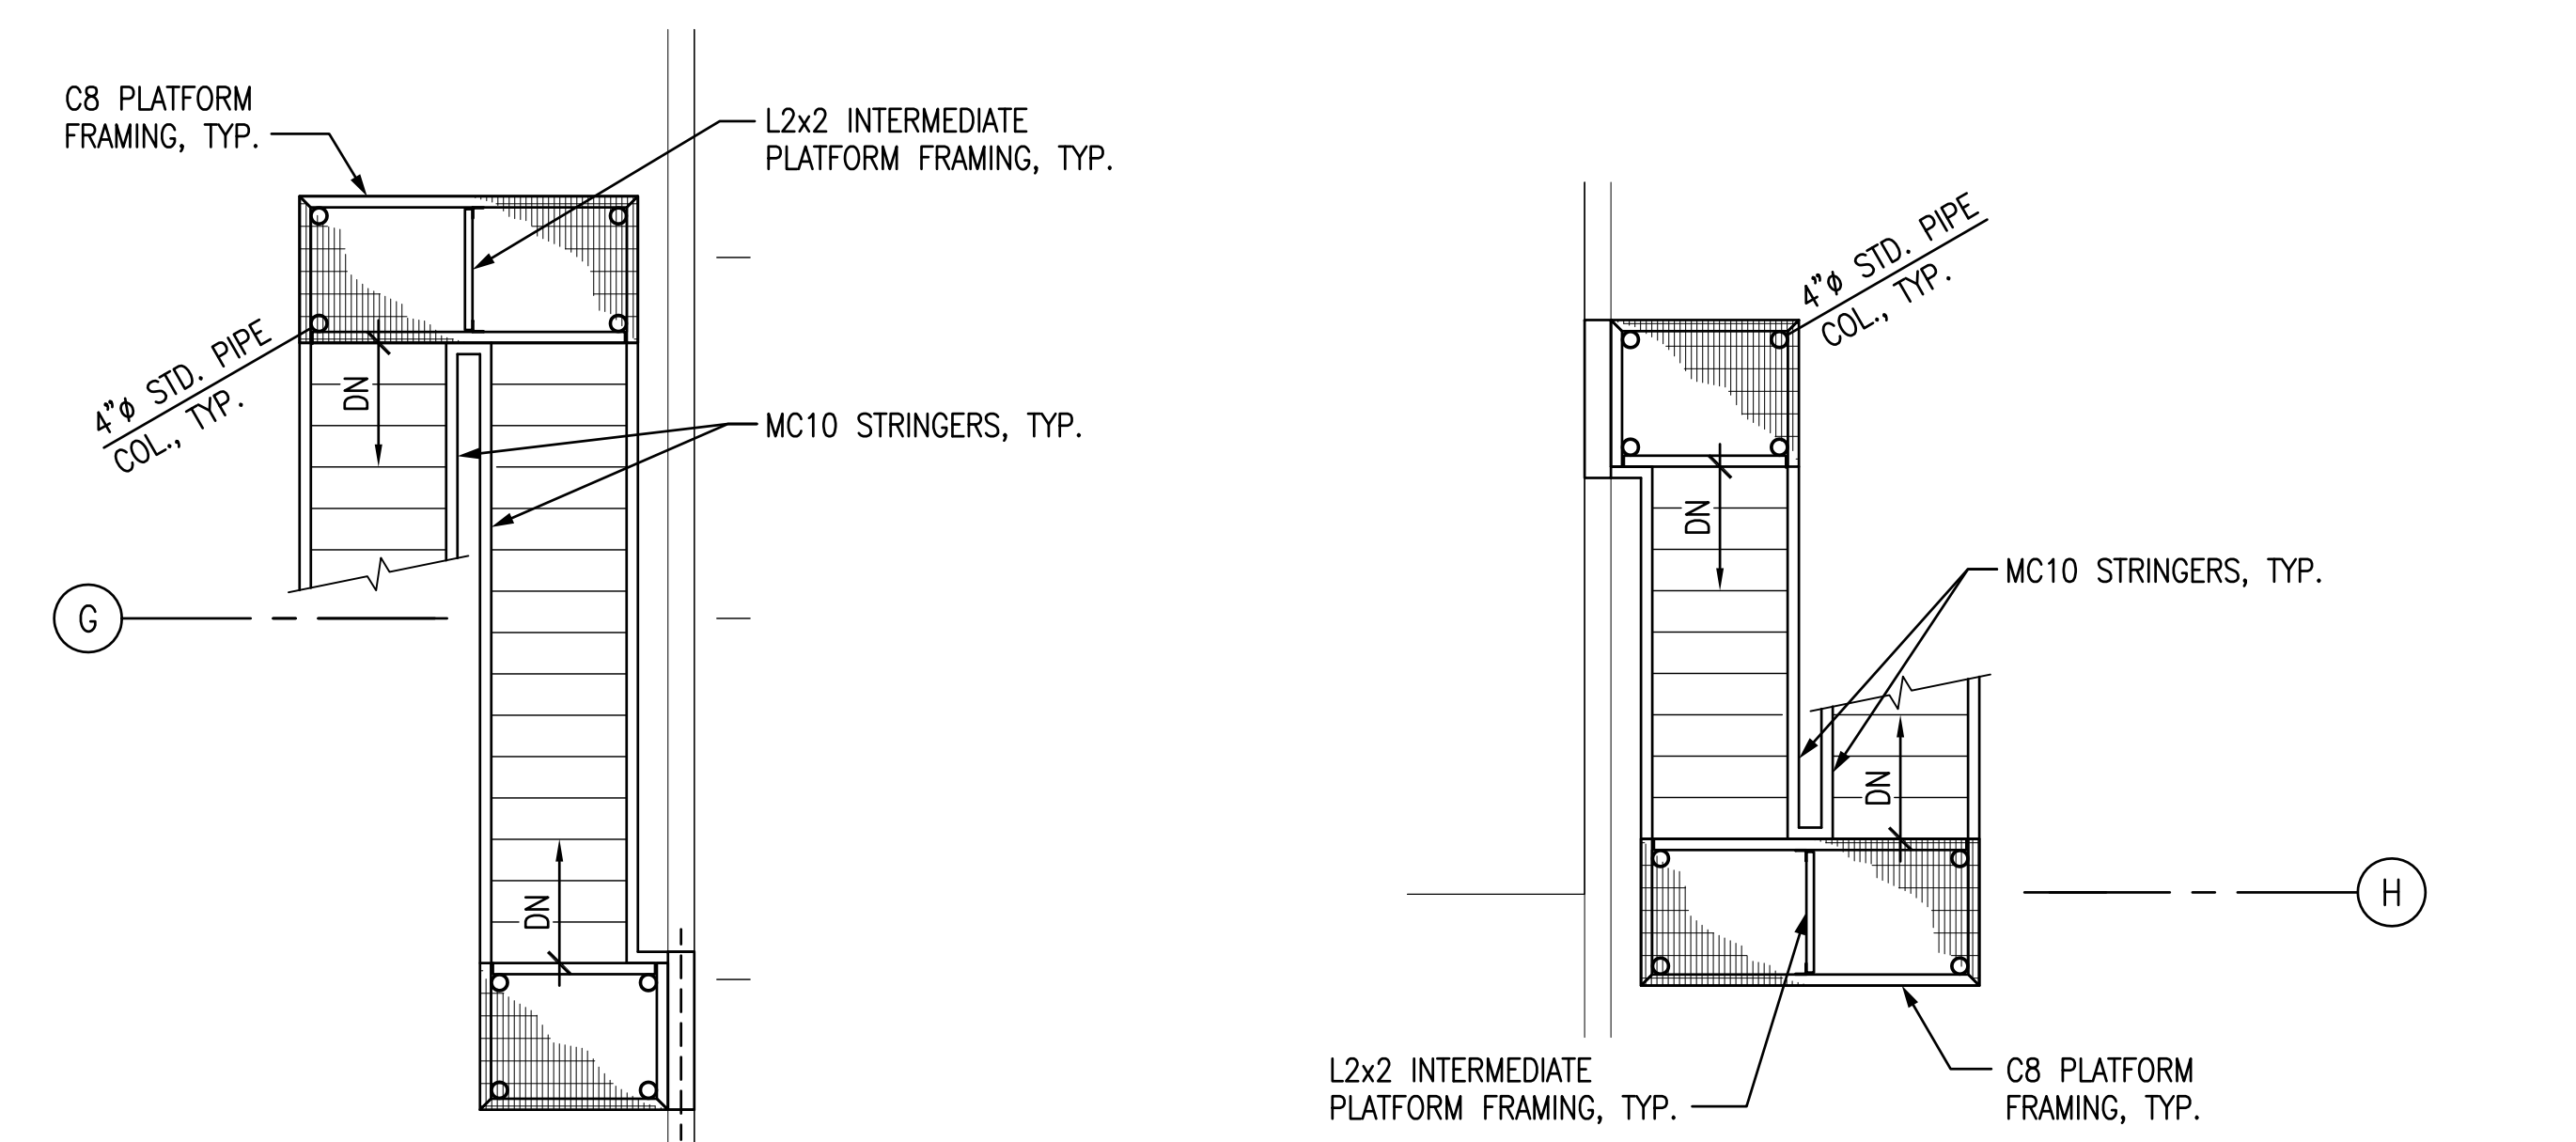 C8 PLATFORM
FRAMING, TYP.
L2x2 INTERMEDIATE
PLATFORM FRAMING, TYP.
4"ø STD. PIPE
COL., TYP.
DN
MC10 STRINGERS, TYP.
G
DN
4"ø STD. PIPE
COL., TYP.
DN
MC10 STRINGERS, TYP.
DN
H
L2x2 INTERMEDIATE
PLATFORM FRAMING, TYP.
C8 PLATFORM
FRAMING, TYP.